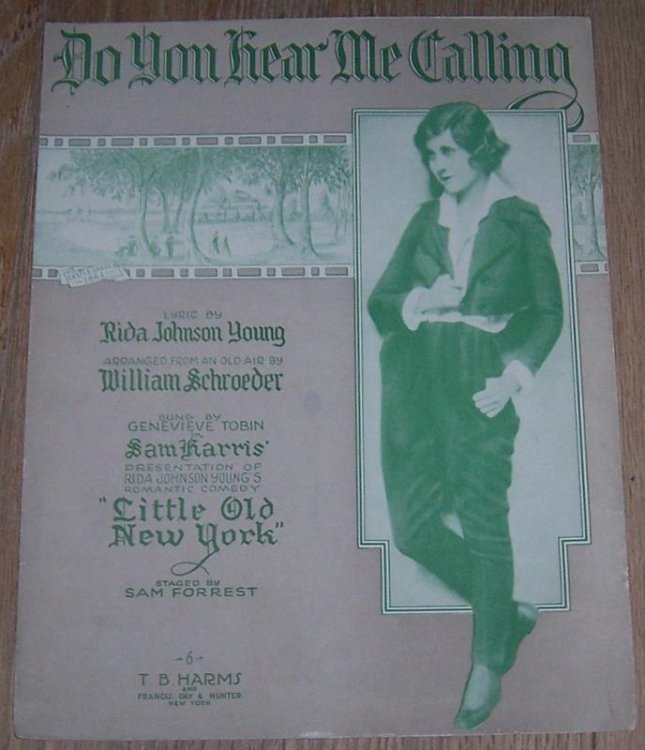 Do You Hear Me Calling
LYRIC BY
Rida Johnson Young
ARRANGED FROM AN OLD AIR BY
William Schroeder
SUNG BY
GENEVIEVE TOBIN
IN
Sam Harris'
PRESENTATION OF
RIDA JOHNSON YOUNG'S
ROMANTIC COMEDY
"Little Old
New York"
STAGED BY
SAM FORREST
-6-
T B HARMS
AND
FRANCIS, DAY & HUNTER
NEW YORK